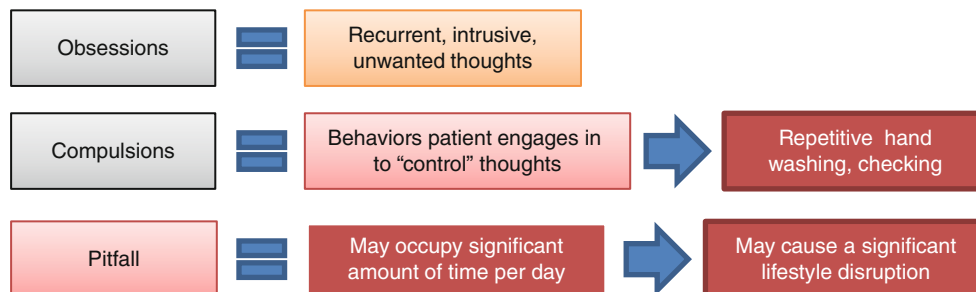 Obsessions
Recurrent, intrusive,
unwanted thoughts
Compulsions
Behaviors patient engages in
to “control” thoughts
Repetitive hand
washing, checking
Pitfall
May occupy significant
amount of time per day
May cause a significant
lifestyle disruption